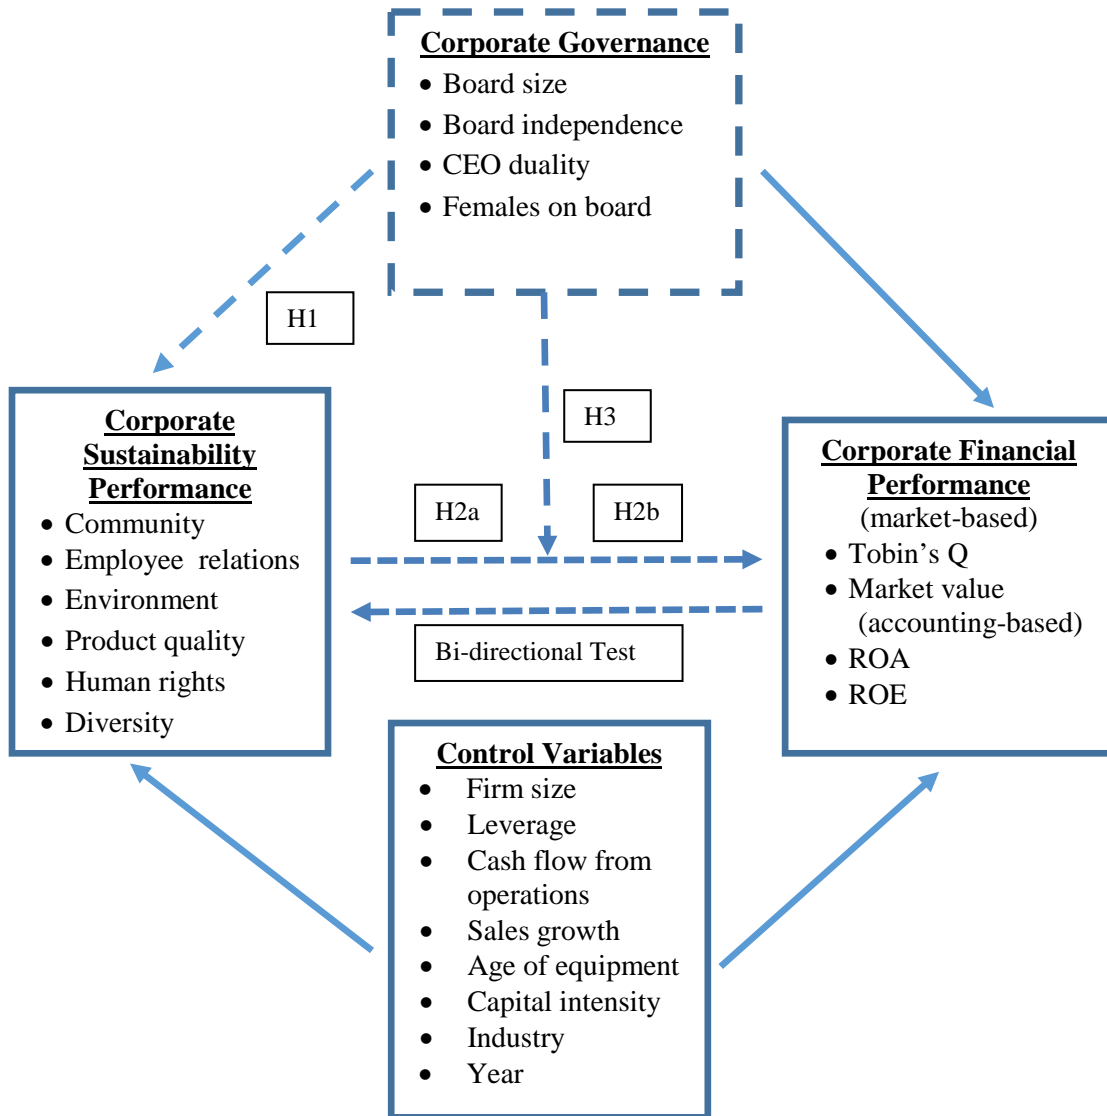 Corporate Governance
• Board size
• Board independence
• CEO duality
• Females on board
H1
H3
Corporate
Sustainability
Performance
• Community
• Employee relations
• Environment
• Product quality
• Human rights
• Diversity
H2a
H2b
Bi-directional Test
Corporate Financial
Performance
(market-based)
• Tobin’s Q
• Market value
(accounting-based)
• ROA
• ROE
Control Variables
• Firm size
• Leverage
• Cash flow from
operations
• Sales growth
• Age of equipment
• Capital intensity
• Industry
• Year